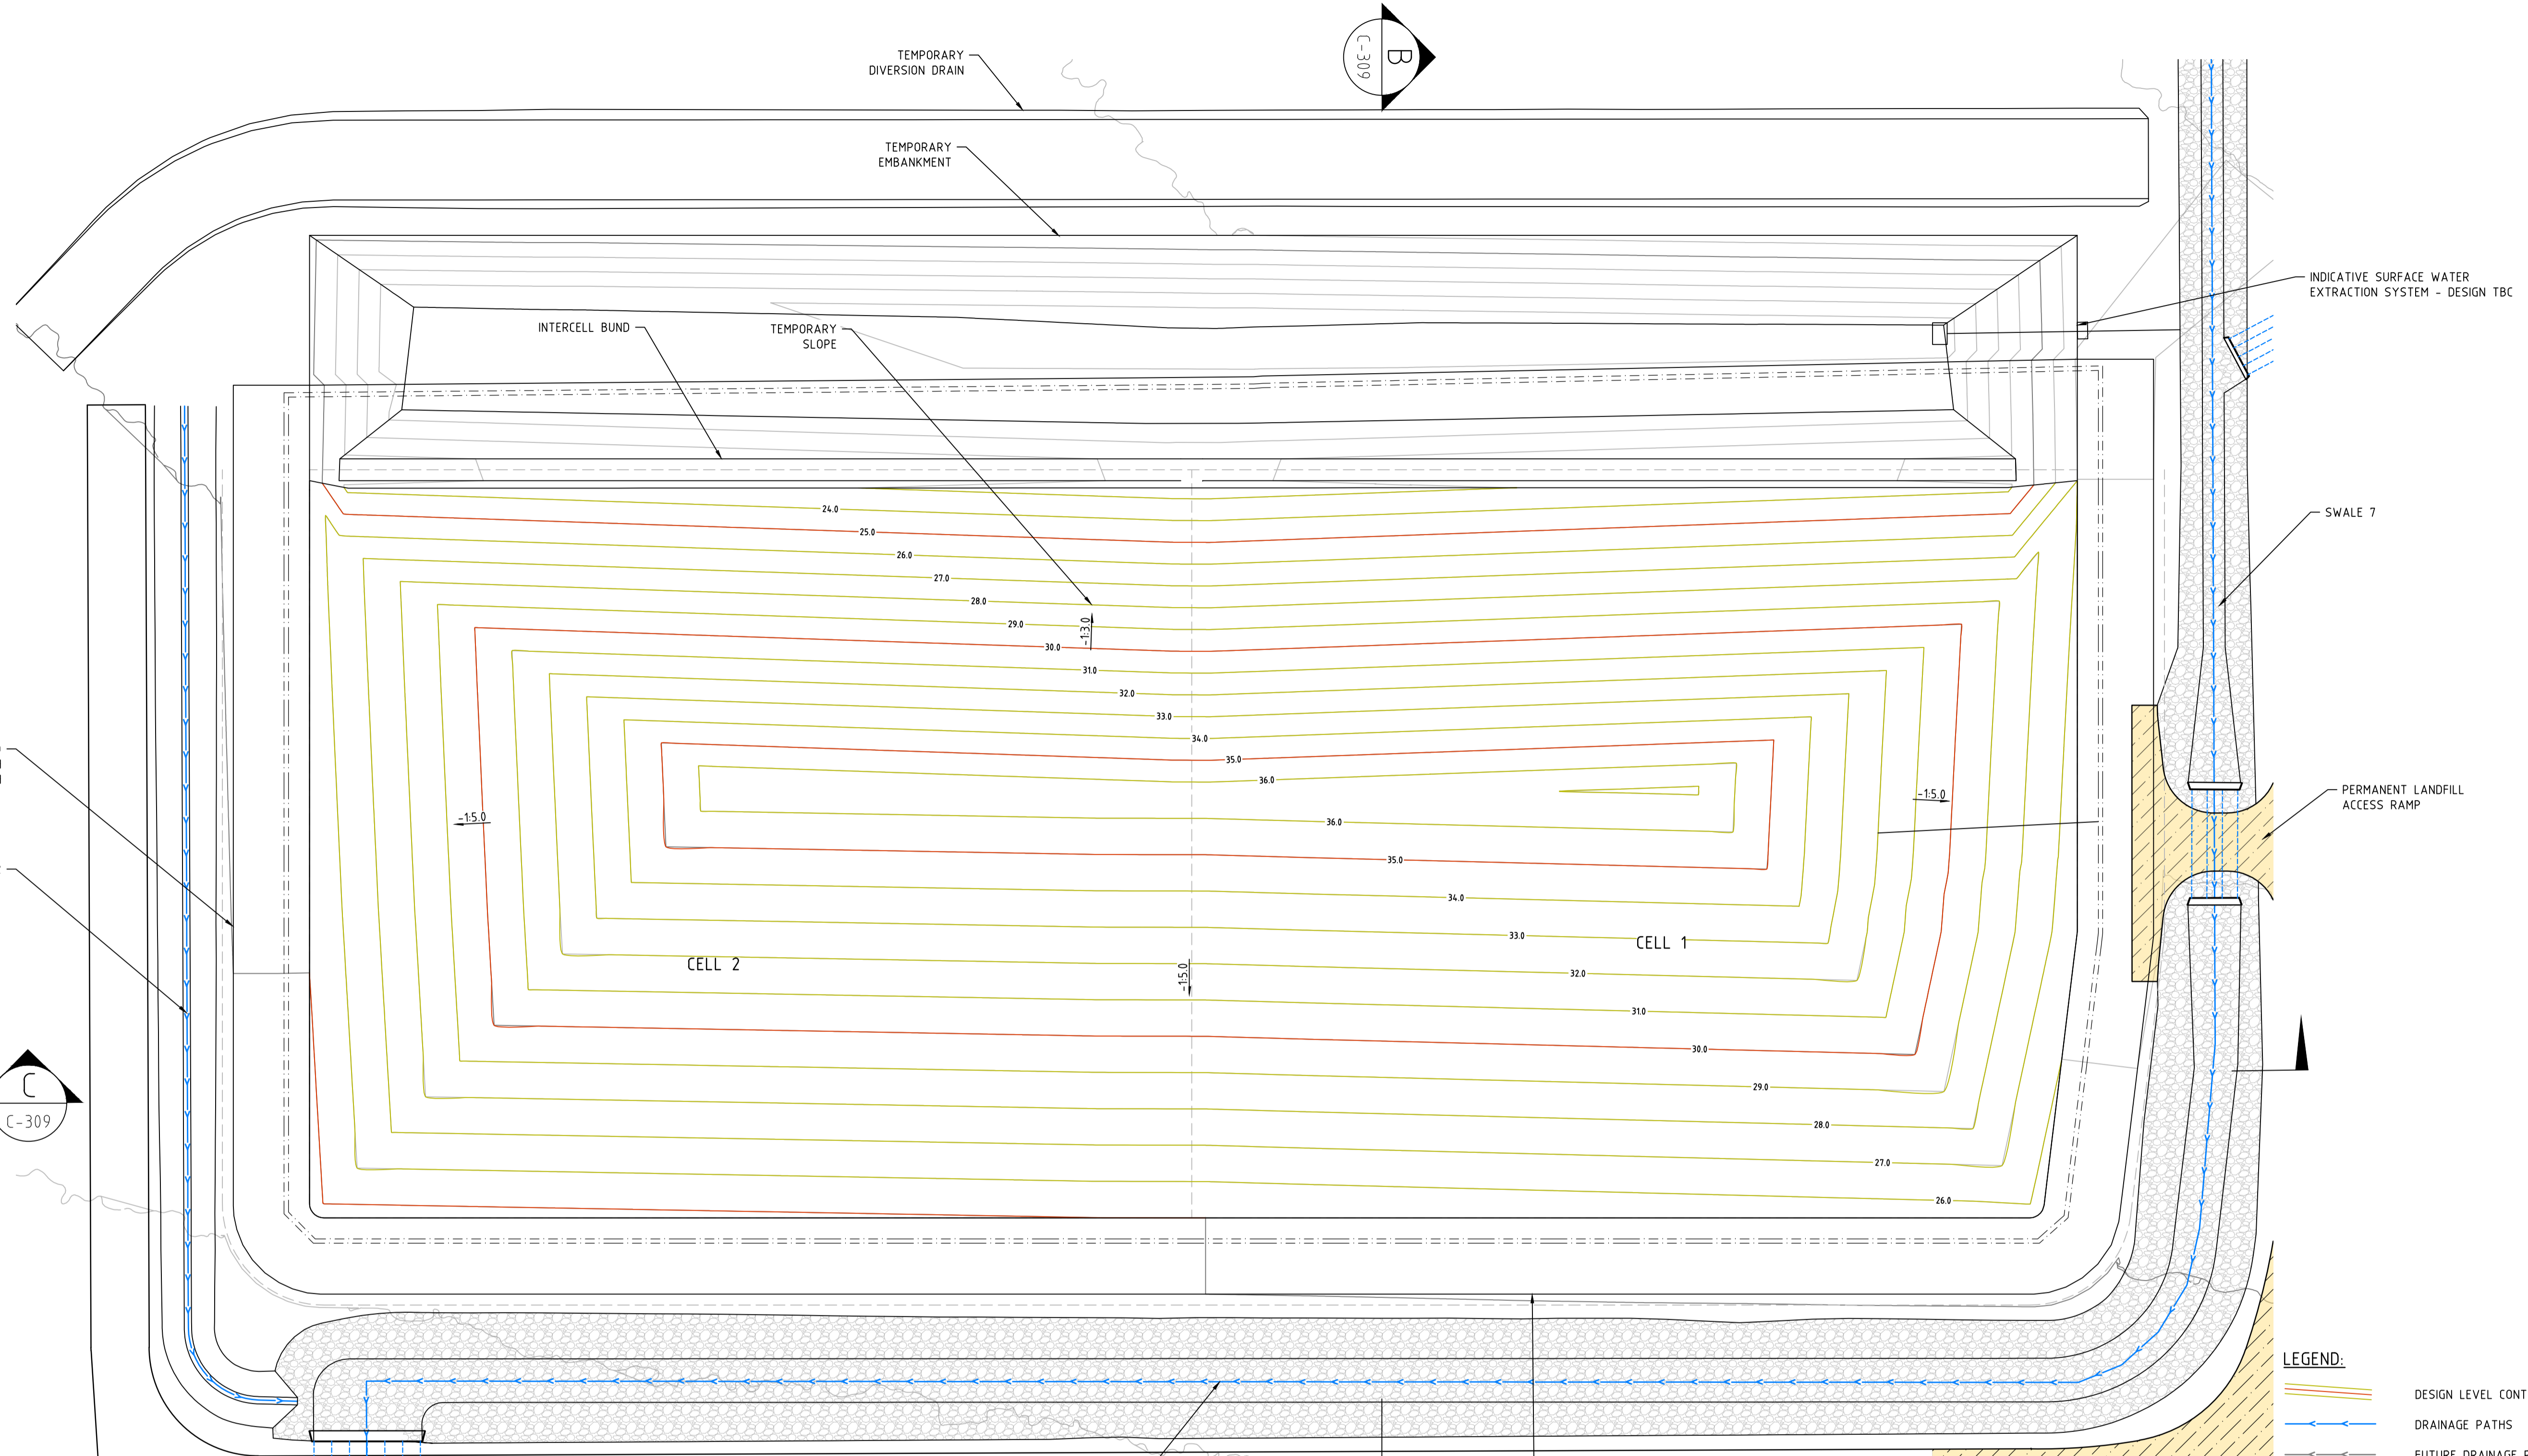 B
C-309
TEMPORARY
DIVERSION DRAIN
TEMPORARY
EMBANKMENT
INDICATIVE SURFACE WATER
EXTRACTION SYSTEM - DESIGN TBC
INTERCELL BUND
TEMPORARY
SLOPE
24.0
25.0
26.0
27.0
28.0
29.0
30.0
31.0
32.0
33.0
34.0
35.0
36.0
-1:3.0
SWALE 7
PERMANENT LANDFILL
ACCESS RAMP
-1:5.0
-1:5.0
36.0
35.0
34.0
33.0
CELL 1
CELL 2
-1:5.0
32.0
31.0
30.0
29.0
28.0
27.0
26.0
C
C-309
LEGEND:
DESIGN LEVEL CONT
DRAINAGE PATHS
FUTURE DRAINAGE